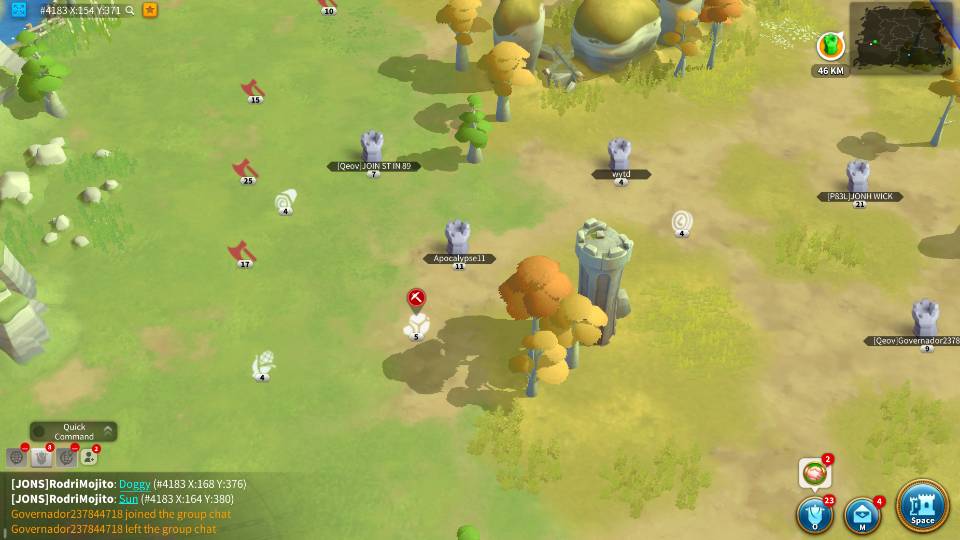 #4183 X:154 Y:371
10
46 KM
15
[Qeov]JOIN ST IN 89
7
wytd
4
25
[P83L]JONH WICK
21
4
4
17
Apocalypse11
11
5
[Qeov]Governador2378
9
4
Quick
Command
8
2
[JONS]RodriMojito: Doggy (#4183 X:168 Y:376)
[JONS]RodriMojito: Sun (#4183 X:164 Y:380)
Governador237844718 joined the group chat
Governador237844718 left the group chat
2
23
O
4
M
Space